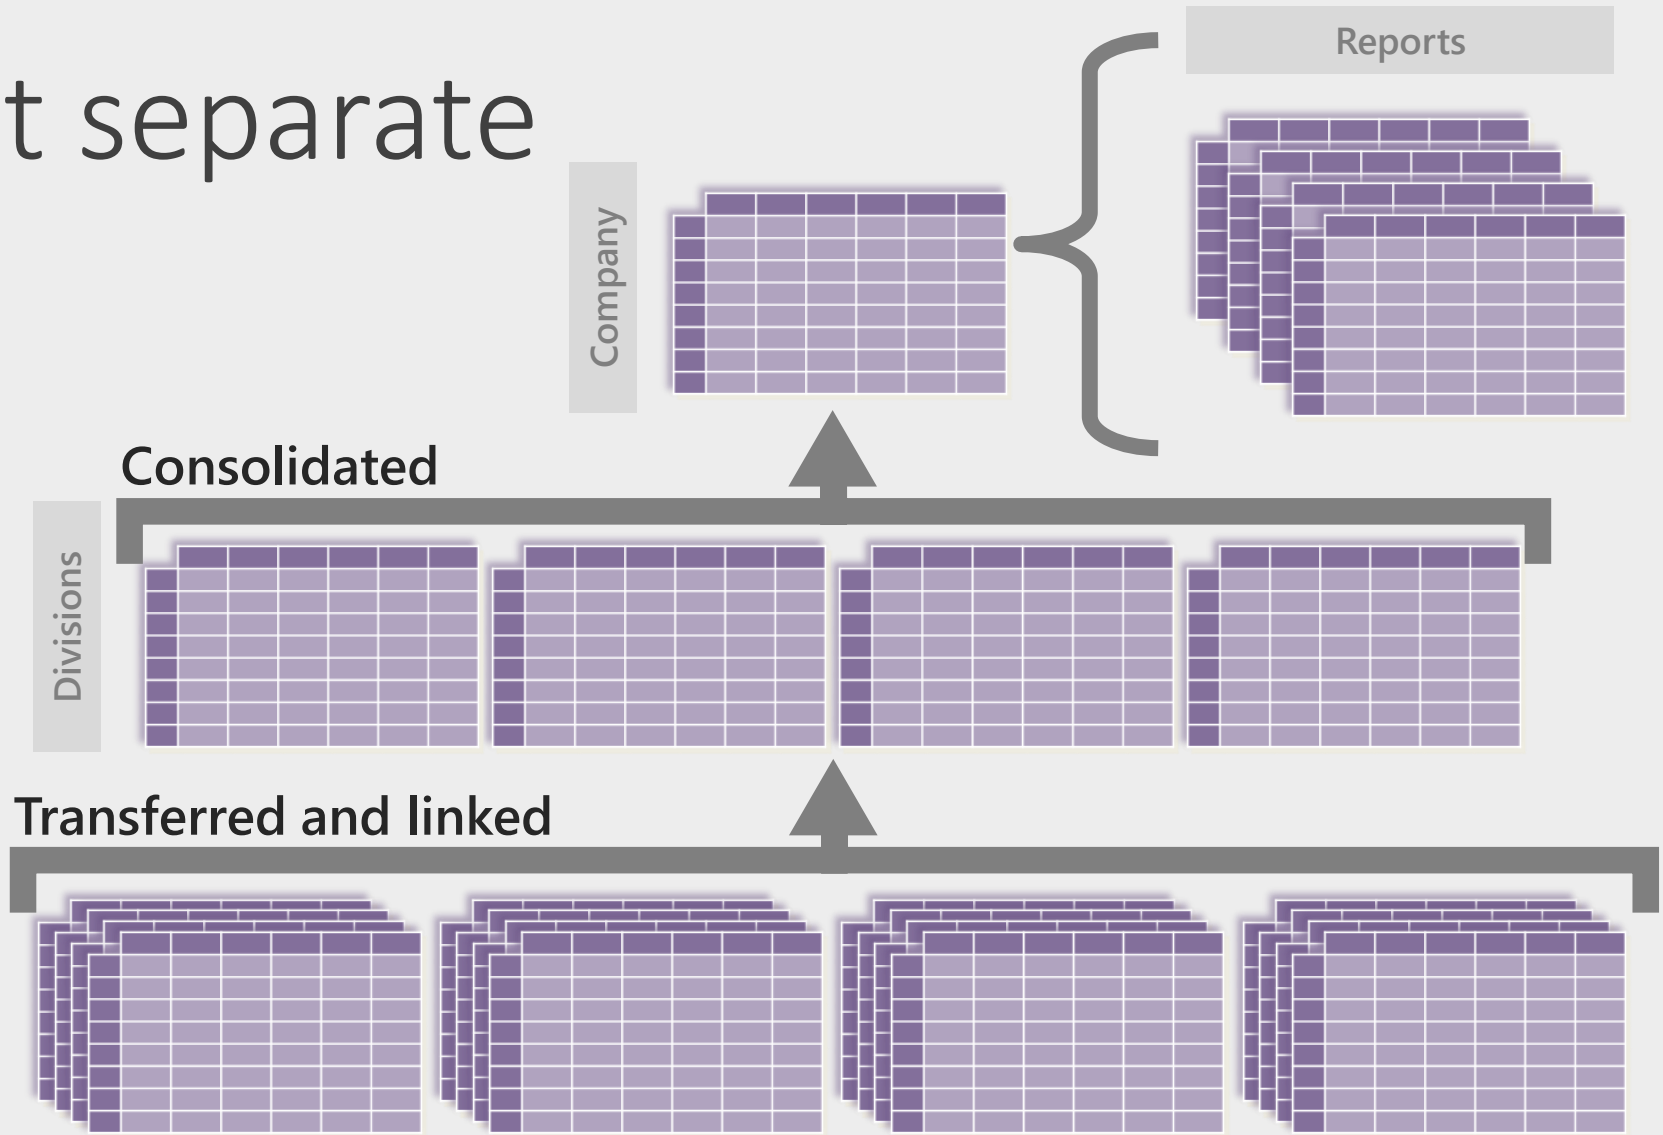 t separate
Reports
Company
Consolidated
Divisions
Transferred and linked